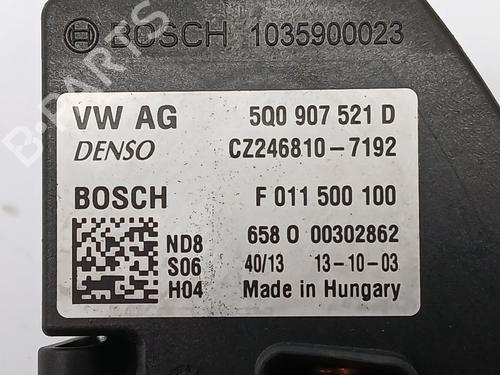 BOSCH 1035900023
VW AG 5Q0 907 521 D
DENSO CZ246810-7192
BOSCH F 011 500 100
ND8 658 O 00302862
S06 40/13 13-10-03
H04 Made in Hungary
B-PARTS